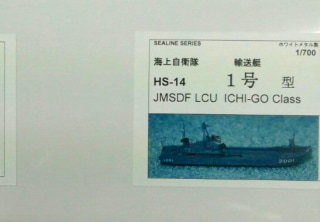 SEALINE SERIES
ホワイトメタル製
1/700
海上自衛隊 輸送艇
HS-14 1号 型
JMSDF LCU ICHI-GO Class